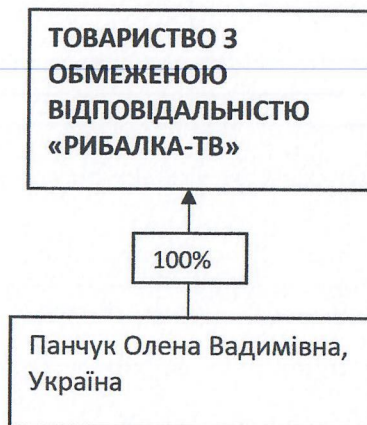 ТОВАРИСТВО З
ОБМЕЖЕНОЮ
ВІДПОВІДАЛЬНІСТЮ
«РИБАЛКА-ТВ»
100%
Панчук Олена Вадимівна,
Україна